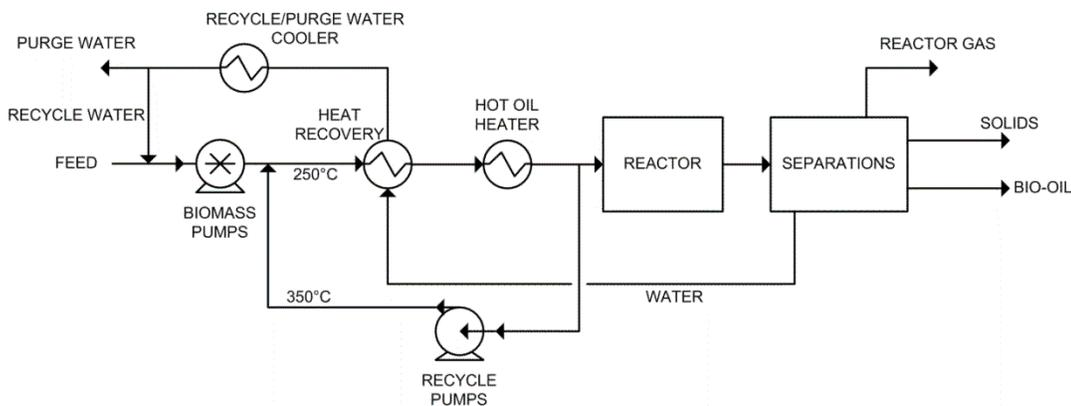 RECYCLE/PURGE WATER
COOLER
PURGE WATER
REACTOR GAS
RECYCLE WATER
HEAT
RECOVERY
HOT OIL
HEATER
SOLIDS
FEED
250°C
REACTOR
SEPARATIONS
BIO-OIL
BIOMASS
PUMPS
350°C
WATER
RECYCLE
PUMPS